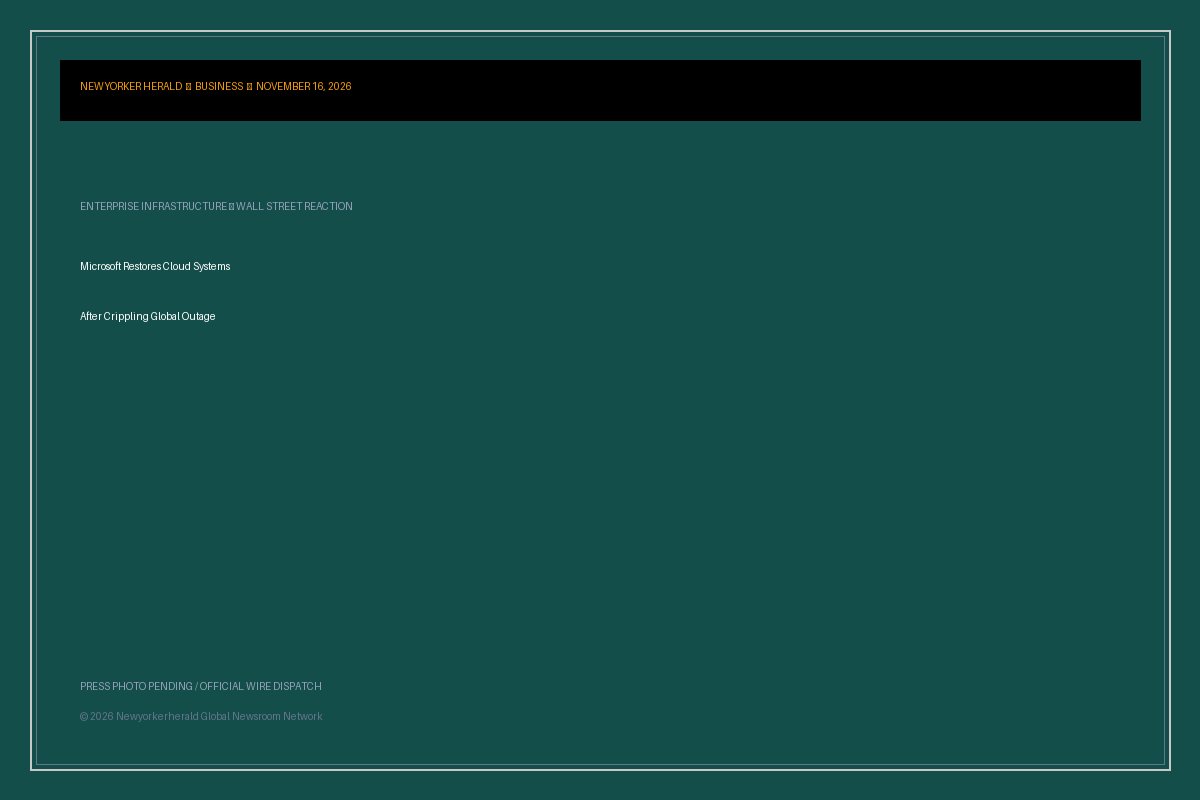 NEWYORKER HERALD ▯ BUSINESS ▯ NOVEMBER 16, 2026
ENTERPRISE INFRASTRUCTURE ▯ WALL STREET REACTION
Microsoft Restores Cloud Systems
After Crippling Global Outage
PRESS PHOTO PENDING / OFFICIAL WIRE DISPATCH
© 2026 Newyorkerherald Global Newsroom Network